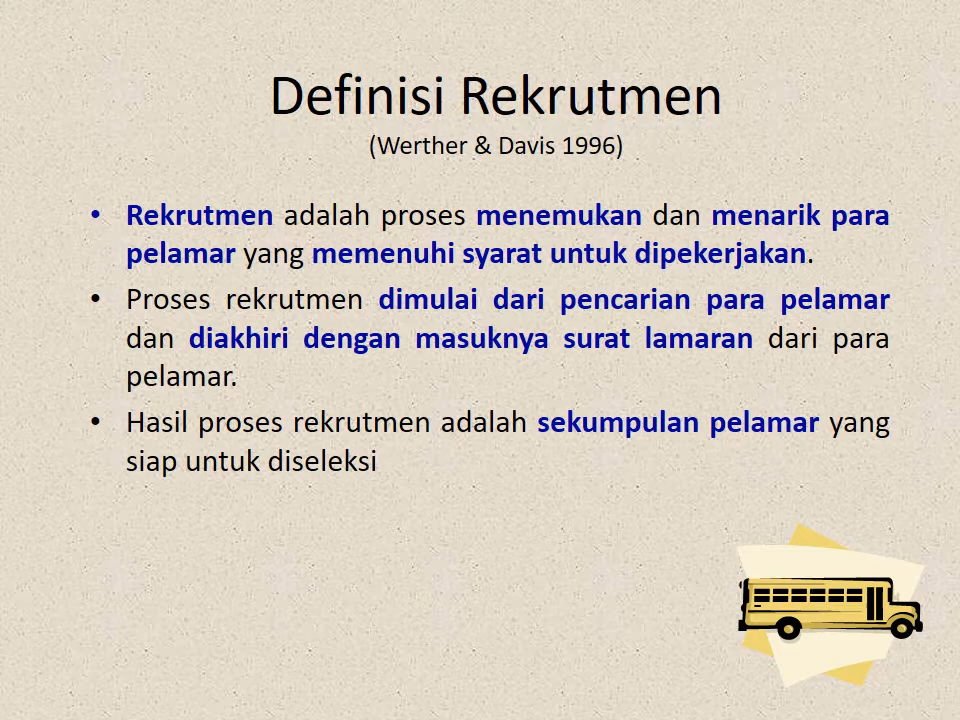 Definisi Rekrutmen
(Werther & Davis 1996)
• Rekrutmen adalah proses menemukan dan menarik para
pelamar yang memenuhi syarat untuk dipekerjakan.
• Proses rekrutmen dimulai dari pencarian para pelamar
dan diakhiri dengan masuknya surat lamaran dari para
pelamar.
• Hasil proses rekrutmen adalah sekumpulan pelamar yang
siap untuk diseleksi